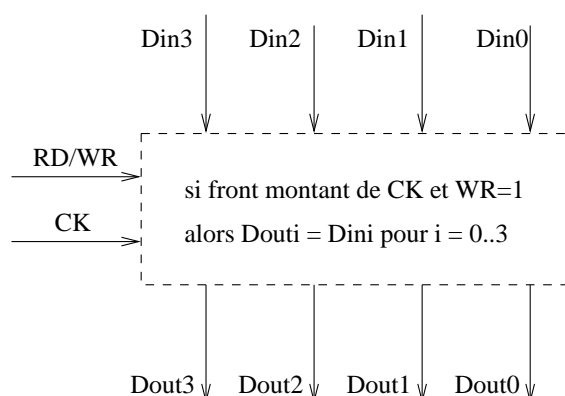 Din3 Din2 Din1 Din0
RD/WR
si front montant de CK et WR=1
CK
alors Douti = Dini pour i = 0..3
Dout3 Dout2 Dout1 Dout0